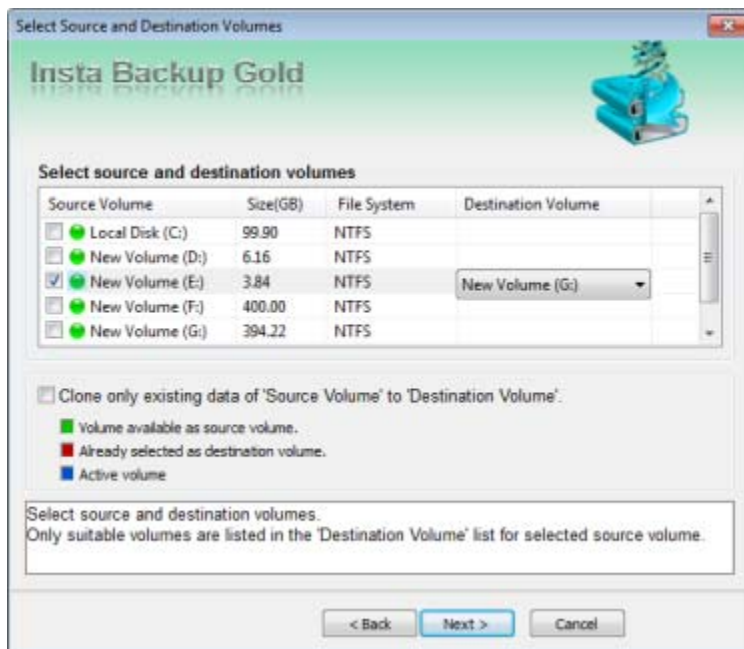 Select Source and Destination Volumes
Insta Backup Gold
Select source and destination volumes
Source Volume Size(GB) File System Destination Volume
Local Disk (C:) 99.90 NTFS
New Volume (D:) 6.16 NTFS
New Volume (E:) 3.84 NTFS New Volume (G:)
New Volume (F:) 400.00 NTFS
New Volume (G:) 394.22 NTFS
Clone only existing data of 'Source Volume' to 'Destination Volume'.
Volume available as source volume.
Already selected as destination volume.
Active volume
Select source and destination volumes.
Only suitable volumes are listed in the 'Destination Volume' list for selected source volume.
< Back Next > Cancel